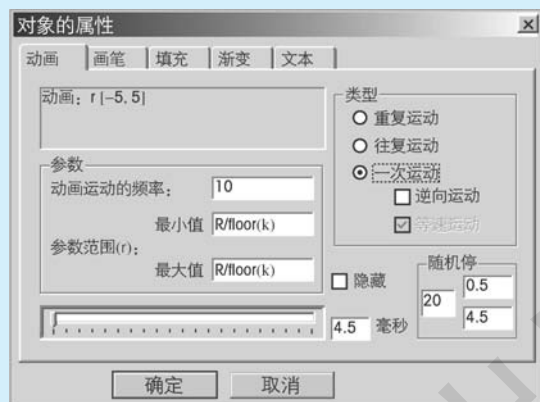 对象的属性
动画 画笔 填充 渐变 文本
动画：r [-5, 5]
类型
重复运动
往复运动
一次运动
逆向运动
等速运动
参数
动画运动的频率： 10
最小值 R/floor(k)
参数范围(r)：
最大值 R/floor(k)
隐藏
随机停
20 0.5
4.5
4.5 毫秒
确定 取消